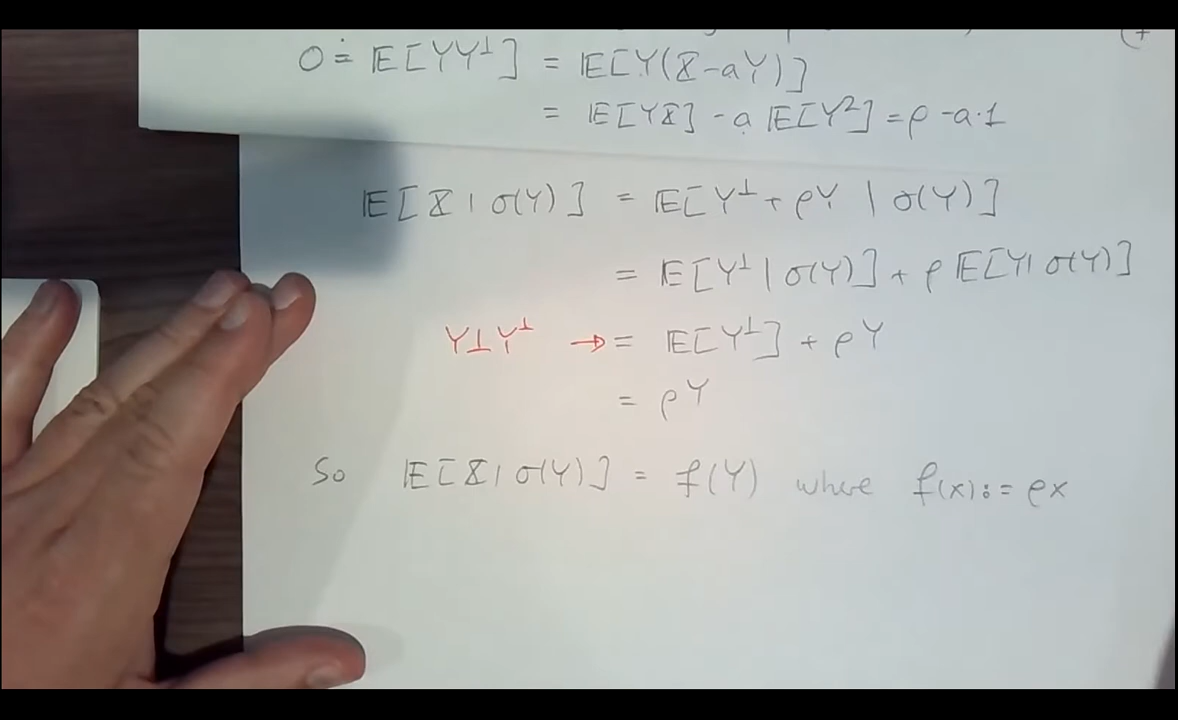 0 ≐ 𝔼[YY^⊥] = 𝔼[Y(X-aY)]
= 𝔼[YX] - a 𝔼[Y²] = ρ - a·1
𝔼[X | σ(Y)] = 𝔼[Y^⊥ + ρY | σ(Y)]
= 𝔼[Y^⊥ | σ(Y)] + ρ 𝔼[Y | σ(Y)]
Y⊥Y^⊥ → = 𝔼[Y^⊥] + ρY
= ρY
So 𝔼[X | σ(Y)] = f(Y) where f(x) := ρx